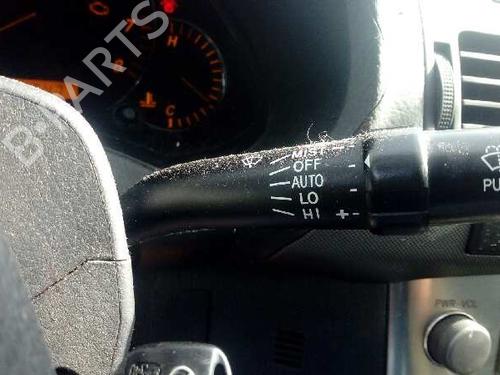 H
C
MIST
OFF
AUTO
LO
HI + -
PU
PWR-VOL
B-PARTS